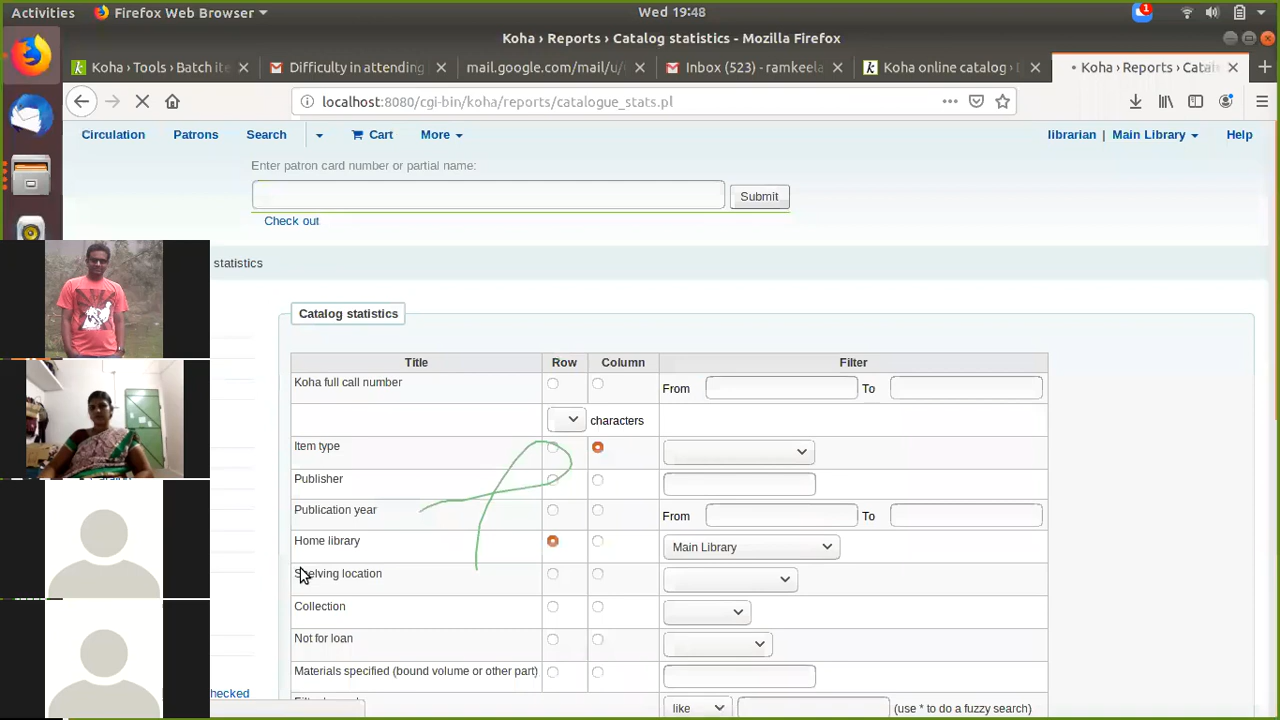 Activities Firefox Web Browser Wed 19:48 1
Koha › Reports › Catalog statistics - Mozilla Firefox
Koha › Tools › Batch ite Difficulty in attending mail.google.com/mail/u/ Inbox (523) - ramkeela Koha online catalog › Koha › Reports › Cata
localhost:8080/cgi-bin/koha/reports/catalogue_stats.pl
Circulation Patrons Search Cart More librarian | Main Library Help
Enter patron card number or partial name:
Submit
Check out
statistics
Catalog statistics
Title Row Column Filter
Koha full call number From To
characters
Item type
Publisher
Publication year From To
Home library Main Library
Shelving location
Collection
Not for loan
Materials specified (bound volume or other part)
hecked
like (use * to do a fuzzy search)